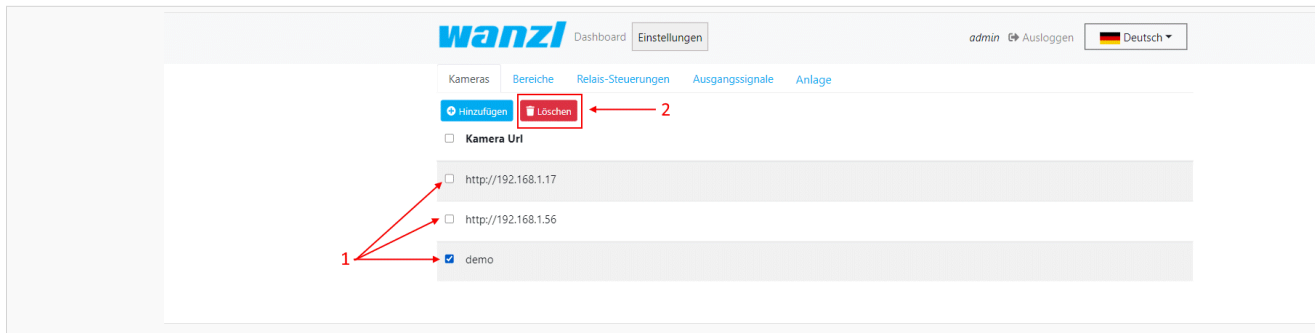 wanzl Dashboard Einstellungen admin Ausloggen Deutsch
Kameras Bereiche Relais-Steuerungen Ausgangssignale Anlage
Hinzufügen Löschen 2
Kamera Url
http://192.168.1.17
http://192.168.1.56
1 demo